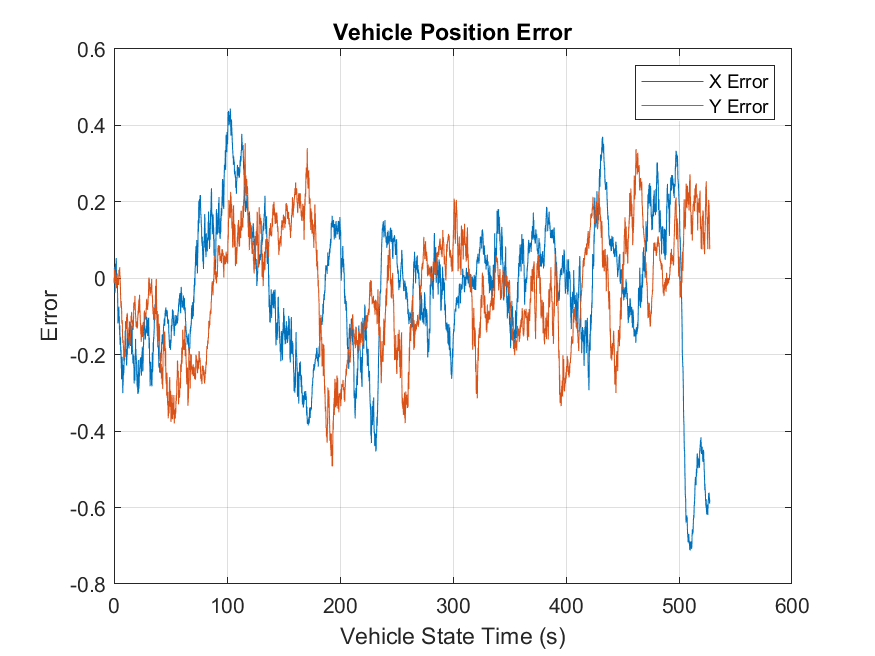 Vehicle Position Error
0.6
0.4
0.2
0
-0.2
-0.4
-0.6
-0.8
Error
X Error
Y Error
0 100 200 300 400 500 600
Vehicle State Time (s)